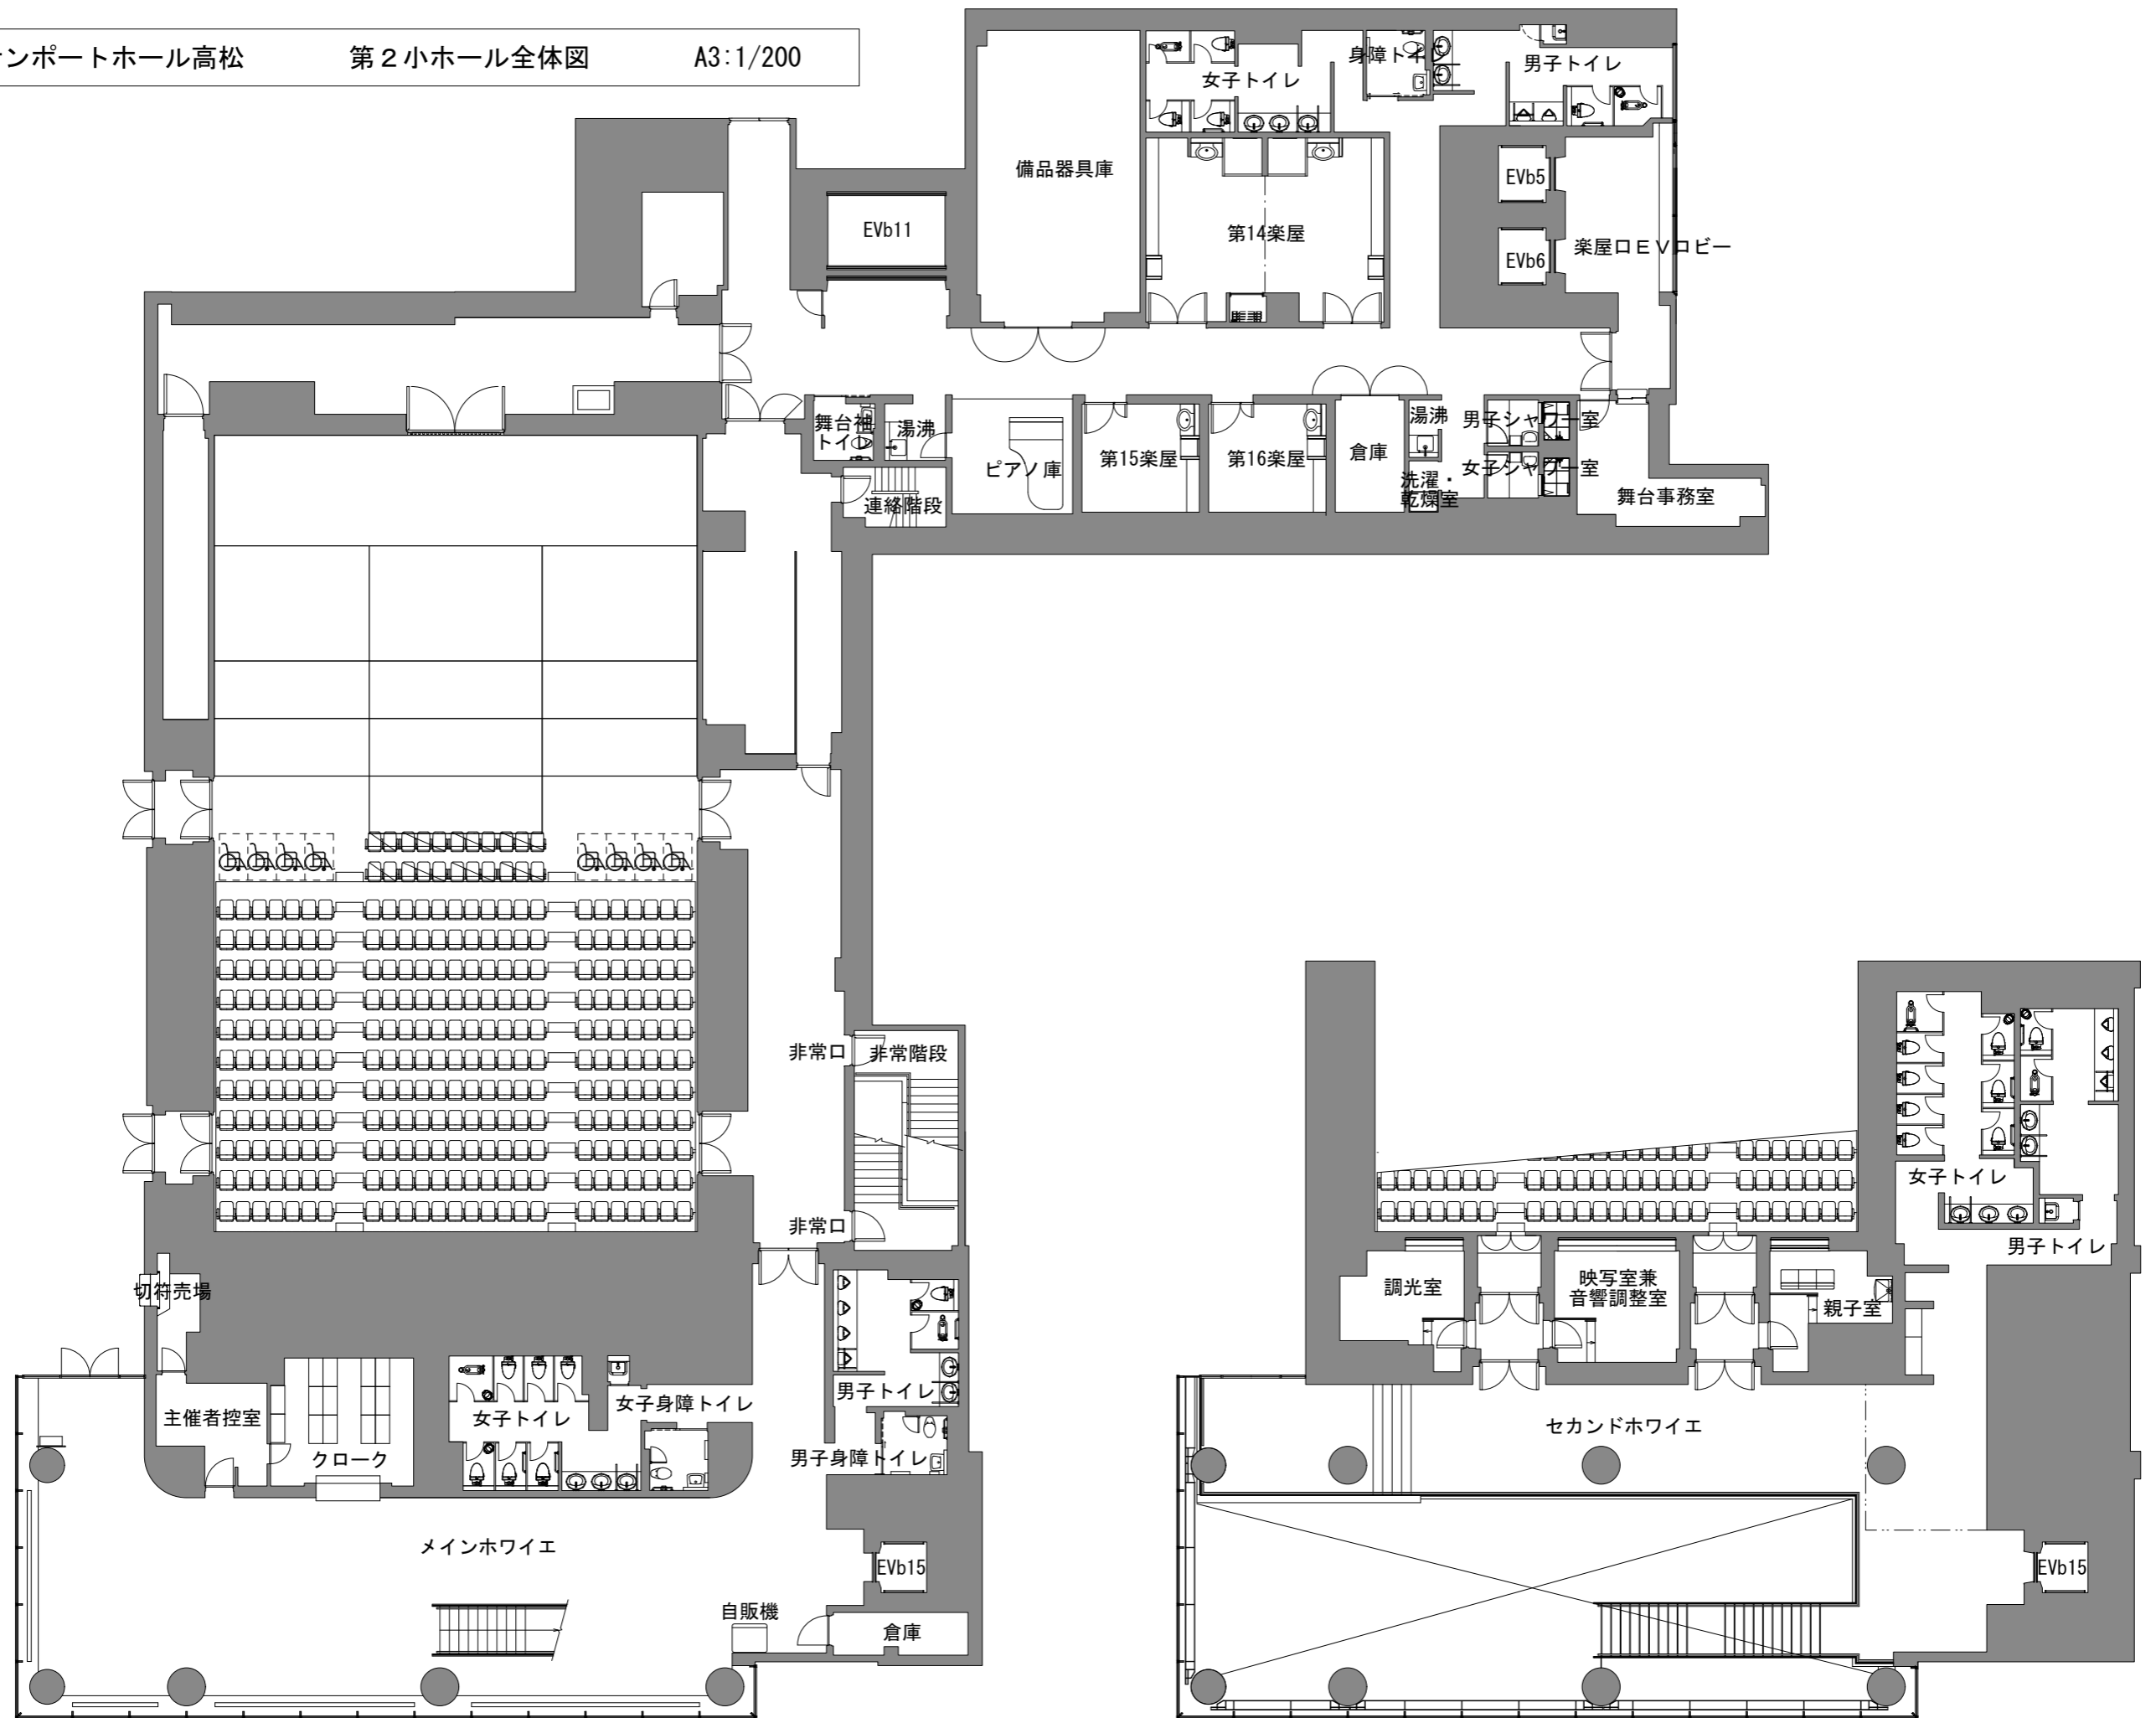 ンポートホール高松　　　第２小ホール全体図　　　A3:1/200
女子トイレ
身障トイレ
男子トイレ
備品器具庫
EVb5
EVb11
第14楽屋
EVb6
楽屋口ＥＶロビー
舞台袖
トイレ
湯沸
ピアノ庫
第15楽屋
第16楽屋
倉庫
湯沸
男子シャワー室
女子シャワー室
洗濯・
乾燥室
舞台事務室
連絡階段
非常口
非常階段
非常口
切符売場
主催者控室
クローク
女子トイレ
女子身障トイレ
男子トイレ
男子身障トイレ
メインホワイエ
EVb15
自販機
倉庫
女子トイレ
男子トイレ
調光室
映写室兼
音響調整室
親子室
セカンドホワイエ
EVb15